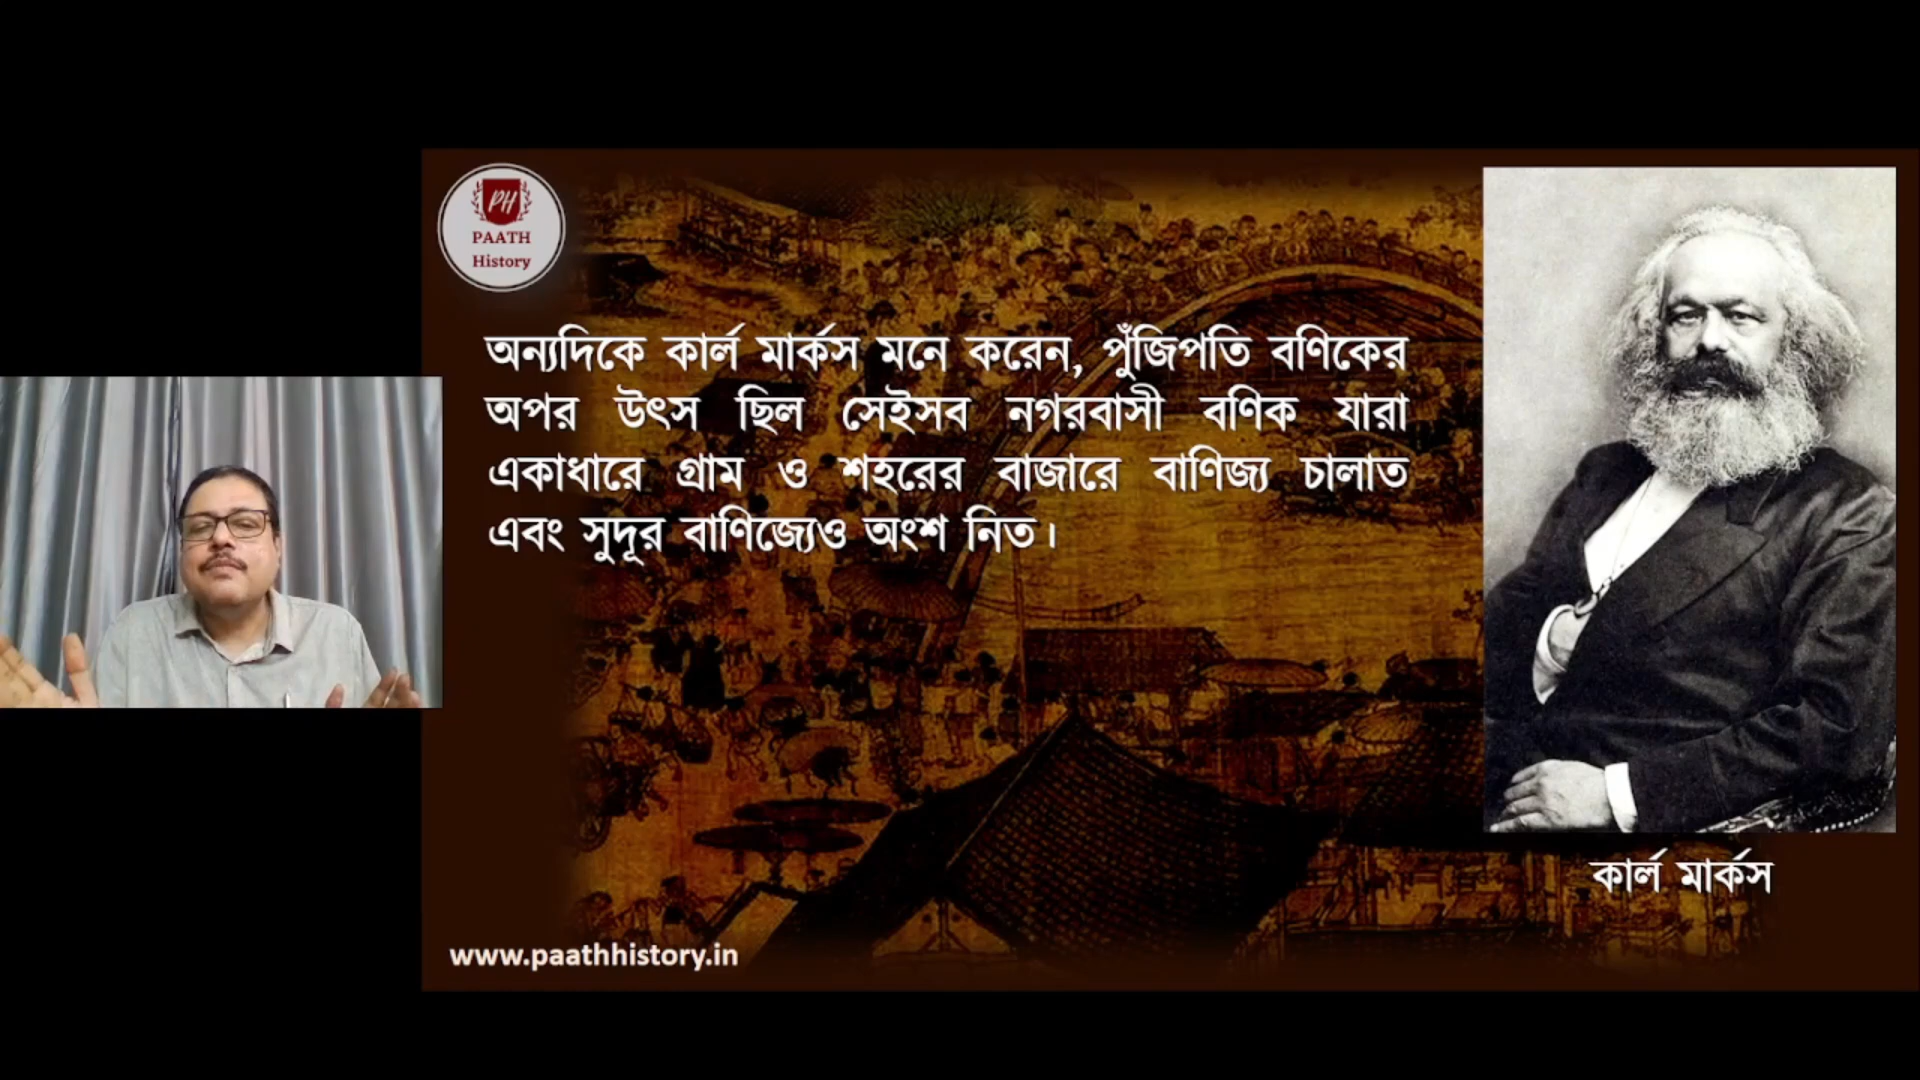 PH
PAATH
History
অন্যদিকে কার্ল মার্কস মনে করেন, পুঁজিপতি বণিকের
অপর উৎস ছিল সেইসব নগরবাসী বণিক যারা
একাধারে গ্রাম ও শহরের বাজারে বাণিজ্য চালাত
এবং সুদূর বাণিজ্যেও অংশ নিত।
কার্ল মার্কস
www.paathhistory.in